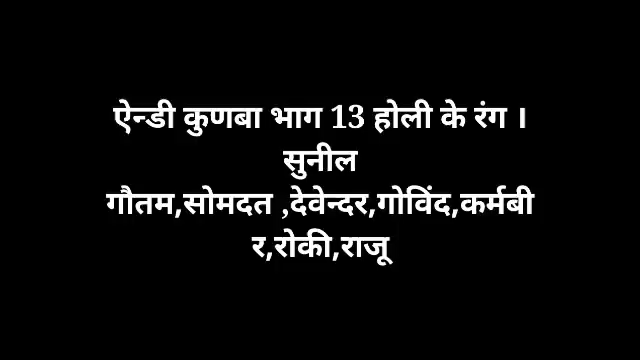 ऐन्डी कुणबा भाग 13 होली के रंग ।
सुनील
गौतम,सोमदत ,देवेन्दर,गोविंद,कर्मबी
र,रोकी,राजू